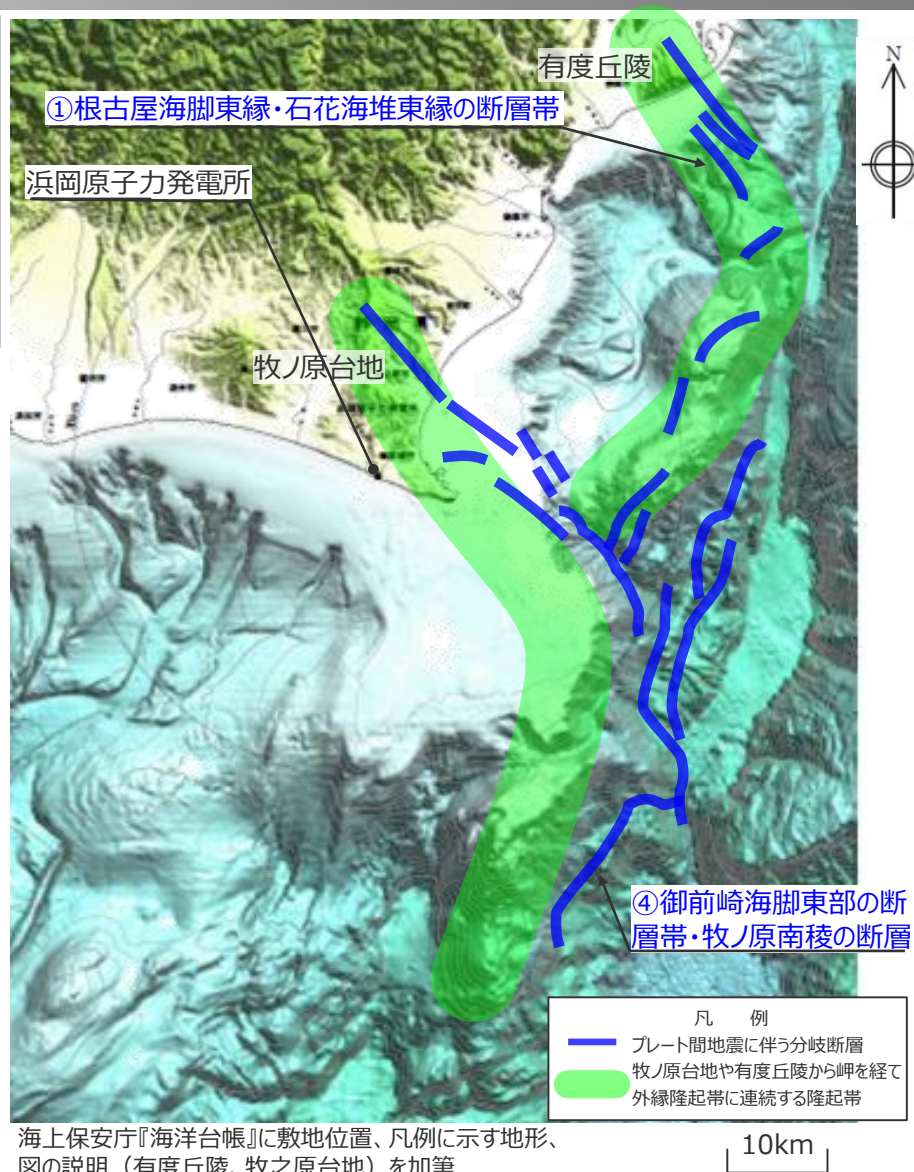 N
有度丘陵
①根古屋海脚東縁・石花海堆東縁の断層帯
浜岡原子力発電所
牧ノ原台地
④御前崎海脚東部の断
層帯・牧ノ原南稜の断層
凡 例
プレート間地震に伴う分岐断層
牧ノ原台地や有度丘陵から岬を経て
外縁隆起帯に連続する隆起帯
海上保安庁『海洋台帳』に敷地位置、凡例に示す地形、
図の説明（有度丘陵、牧之原台地）を加筆
10km